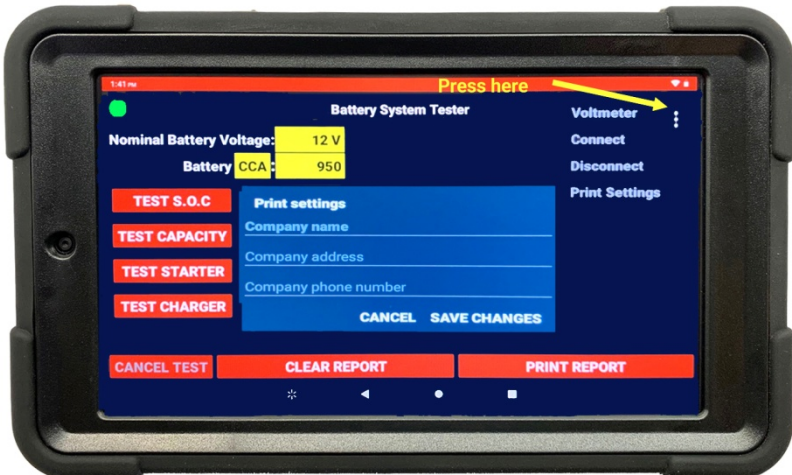 1:41 PM
Press here
Battery System Tester
Voltmeter
Nominal Battery Voltage: 12 V
Connect
Battery CCA : 950
Disconnect
Print Settings
TEST S.O.C
Print settings
TEST CAPACITY
Company name
Company address
TEST STARTER
Company phone number
TEST CHARGER
CANCEL SAVE CHANGES
CANCEL TEST CLEAR REPORT PRINT REPORT